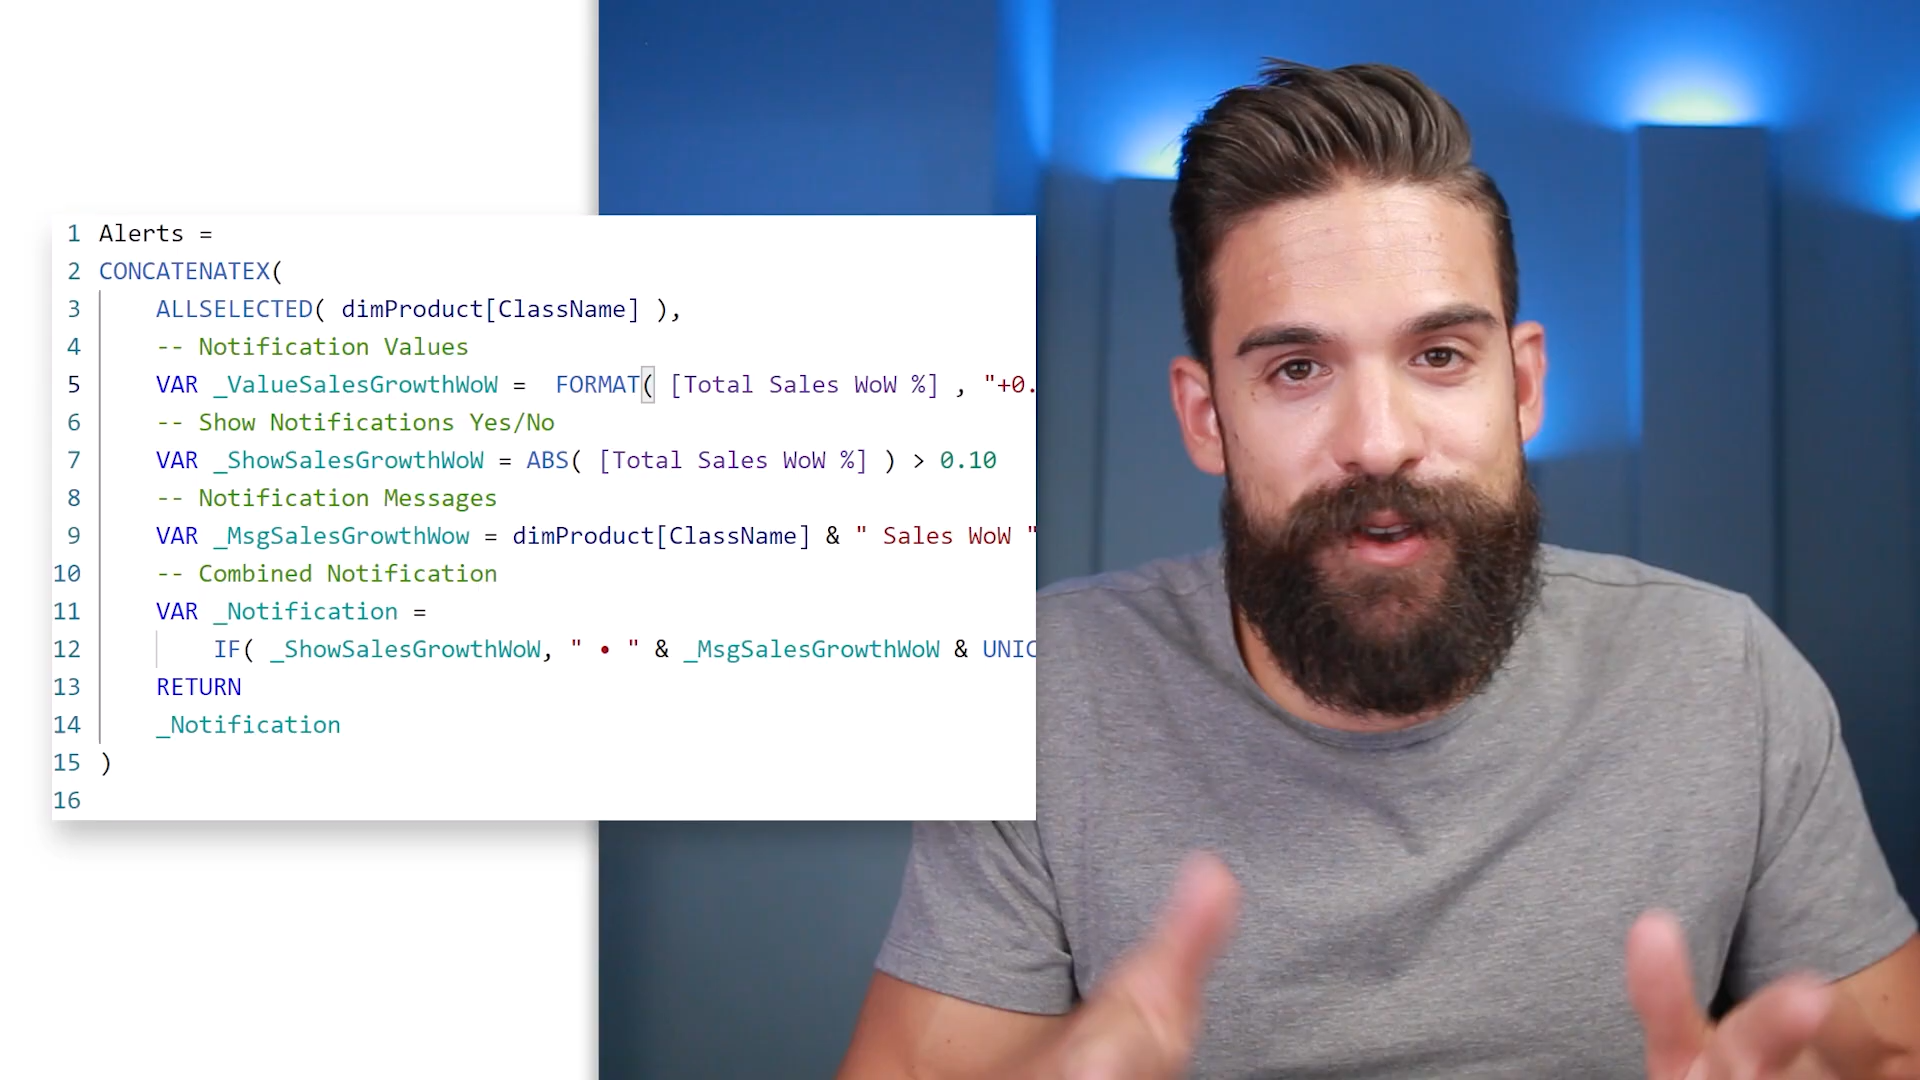 1 Alerts =
2 CONCATENATEX(
3 ALLSELECTED( dimProduct[ClassName] ),
4 -- Notification Values
5 VAR _ValueSalesGrowthWoW = FORMAT( [Total Sales WoW %] , "+0.
6 -- Show Notifications Yes/No
7 VAR _ShowSalesGrowthWoW = ABS( [Total Sales WoW %] ) > 0.10
8 -- Notification Messages
9 VAR _MsgSalesGrowthWow = dimProduct[ClassName] & " Sales WoW "
10 -- Combined Notification
11 VAR _Notification =
12 IF( _ShowSalesGrowthWoW, " • " & _MsgSalesGrowthWoW & UNIC
13 RETURN
14 _Notification
15 )
16